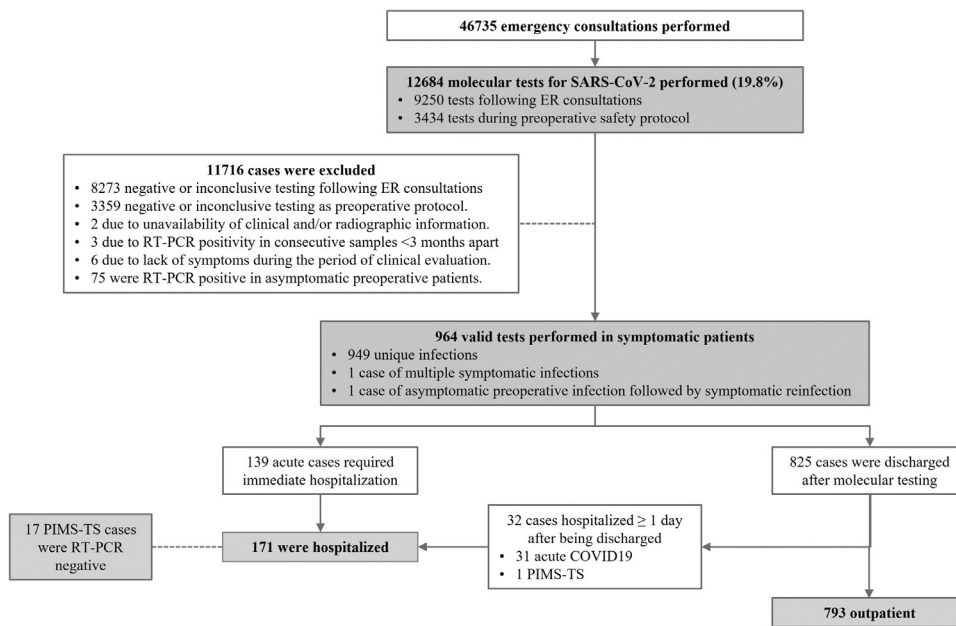 46735 emergency consultations performed
12684 molecular tests for SARS-CoV-2 performed (19.8%)
• 9250 tests following ER consultations
• 3434 tests during preoperative safety protocol
11716 cases were excluded
• 8273 negative or inconclusive testing following ER consultations
• 3359 negative or inconclusive testing as preoperative protocol.
• 2 due to unavailability of clinical and/or radiographic information.
• 3 due to RT-PCR positivity in consecutive samples <3 months apart
• 6 due to lack of symptoms during the period of clinical evaluation.
• 75 were RT-PCR positive in asymptomatic preoperative patients.
964 valid tests performed in symptomatic patients
• 949 unique infections
• 1 case of multiple symptomatic infections
• 1 case of asymptomatic preoperative infection followed by symptomatic reinfection
139 acute cases required
immediate hospitalization
825 cases were discharged
after molecular testing
17 PIMS-TS cases
were RT-PCR
negative
171 were hospitalized
32 cases hospitalized ≥ 1 day
after being discharged
• 31 acute COVID19
• 1 PIMS-TS
793 outpatient